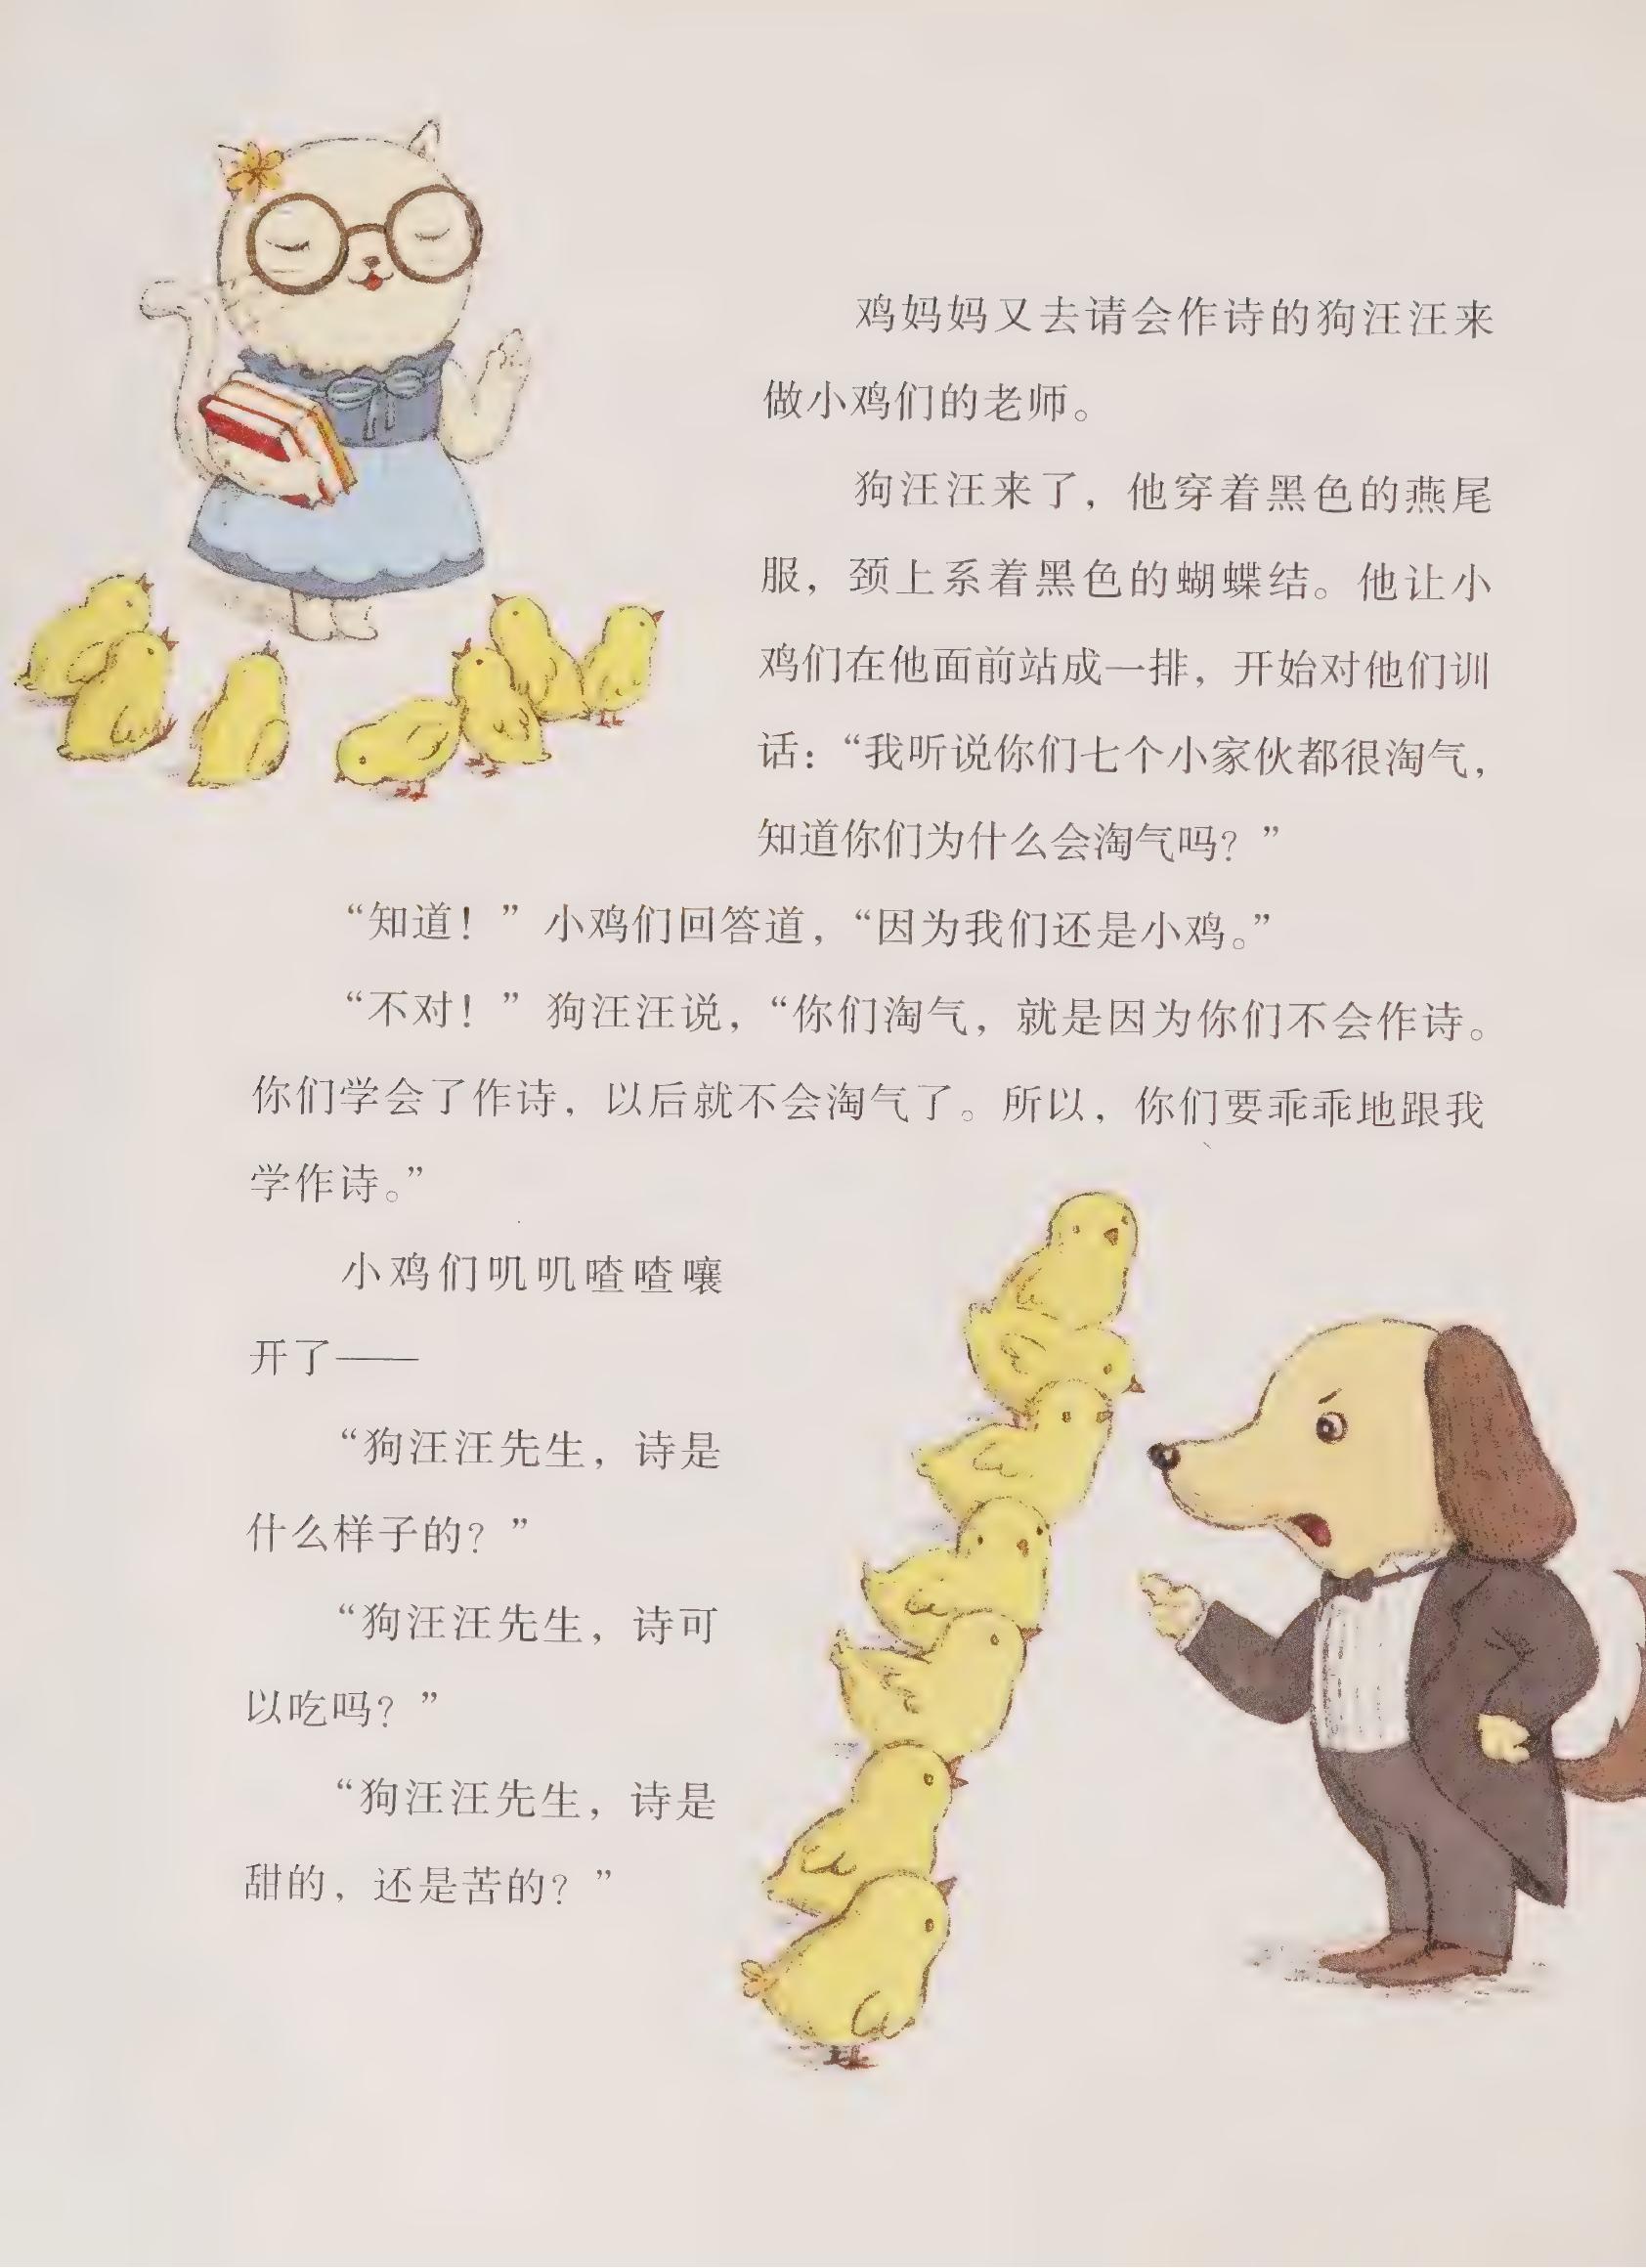 鸡妈妈又去请会作诗的狗汪汪来
做小鸡们的老师。
狗汪汪来了，他穿着黑色的燕尾
服，颈上系着黑色的蝴蝶结。他让小
鸡们在他面前站成一排，开始对他们训
话：“我听说你们七个小家伙都很淘气，
知道你们为什么会淘气吗？”
“知道！”小鸡们回答道，“因为我们还是小鸡。”
“不对！”狗汪汪说，“你们淘气，就是因为你们不会作诗。
你们学会了作诗，以后就不会淘气了。所以，你们要乖乖地跟我
学作诗。”
小鸡们叽叽喳喳嚷
开了——
“狗汪汪先生，诗是
什么样子的？”
“狗汪汪先生，诗可
以吃吗？”
“狗汪汪先生，诗是
甜的，还是苦的？”